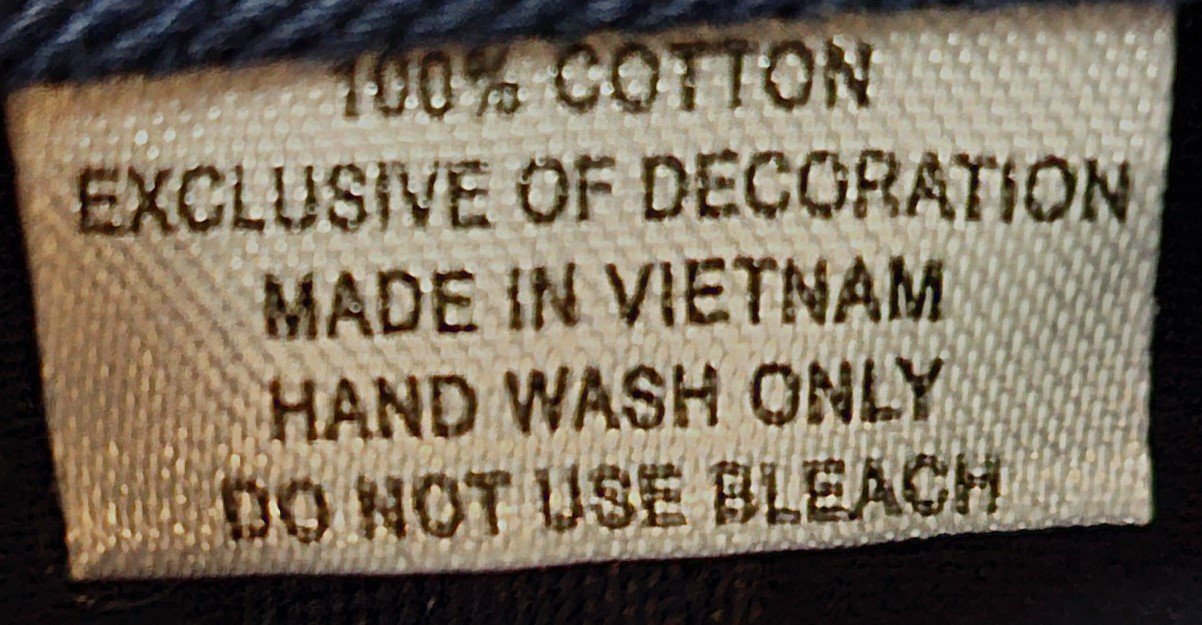 100% COTTON
EXCLUSIVE OF DECORATION
MADE IN VIETNAM
HAND WASH ONLY
DO NOT USE BLEACH